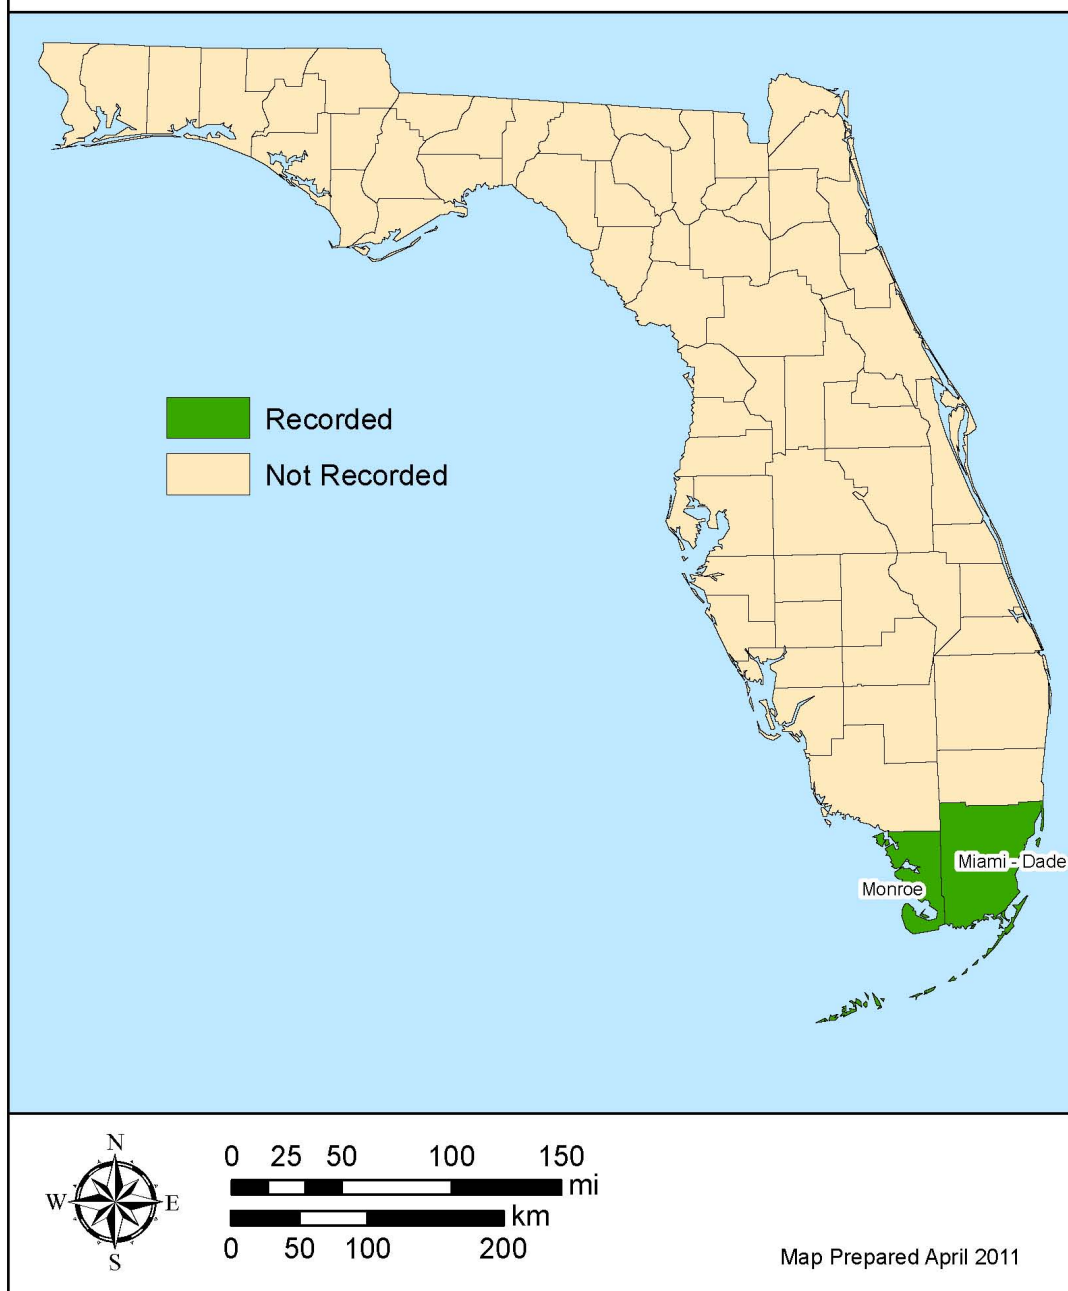 Recorded
Not Recorded
Miami - Dade
Monroe
N
W E
S
0 25 50 100 150
mi
km
0 50 100 200
Map Prepared April 2011